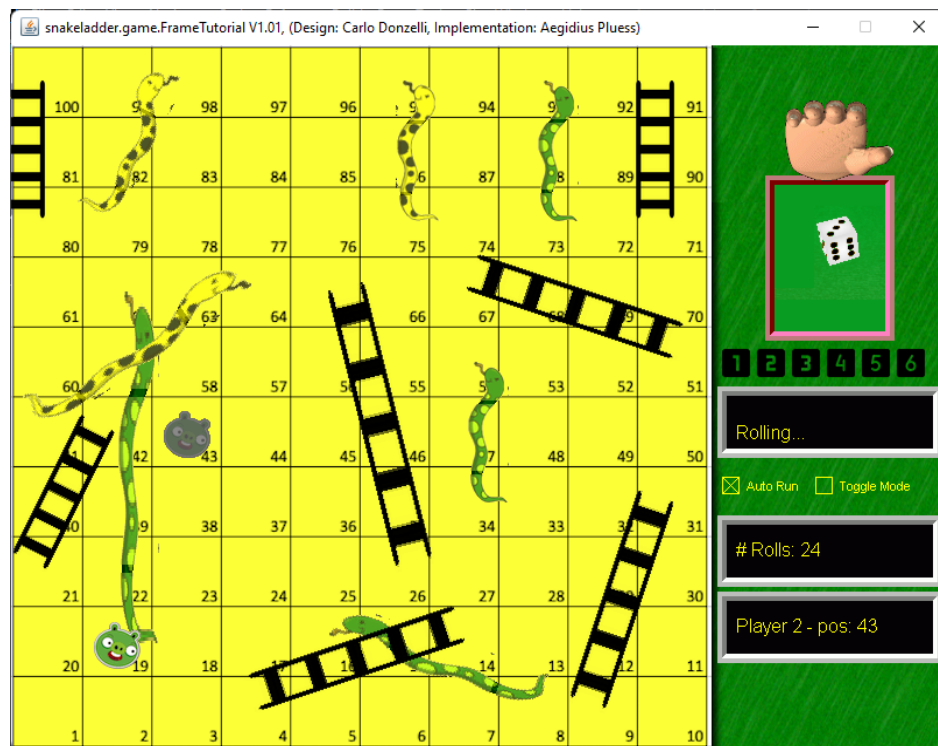 snakeladder.game.FrameTutorial V1.01, (Design: Carlo Donzelli, Implementation: Aegidius Pluess)
100 98 97 96 94 92 91
81 82 83 84 85 87 89 90
80 79 78 77 76 75 74 73 72 71
61 63 64 66 67 68 70
60 58 57 55 53 52 51
42 43 44 45 46 48 49 50
40 38 37 36 34 33 31
21 22 23 24 25 26 27 28 30
20 19 18 17 16 14 13 12 11
1 2 3 4 5 6 7 8 9 10
1 2 3 4 5 6
Rolling...
Auto Run Toggle Mode
# Rolls: 24
Player 2 - pos: 43